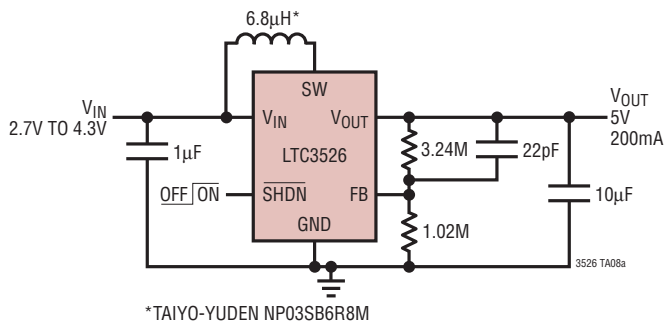 6.8µH*
SW
VIN
2.7V TO 4.3V
VIN
VOUT
VOUT
5V
200mA
1µF
LTC3526
3.24M
22pF
OFF ON
SHDN
FB
10µF
GND
1.02M
3526 TA08a
*TAIYO-YUDEN NP03SB6R8M